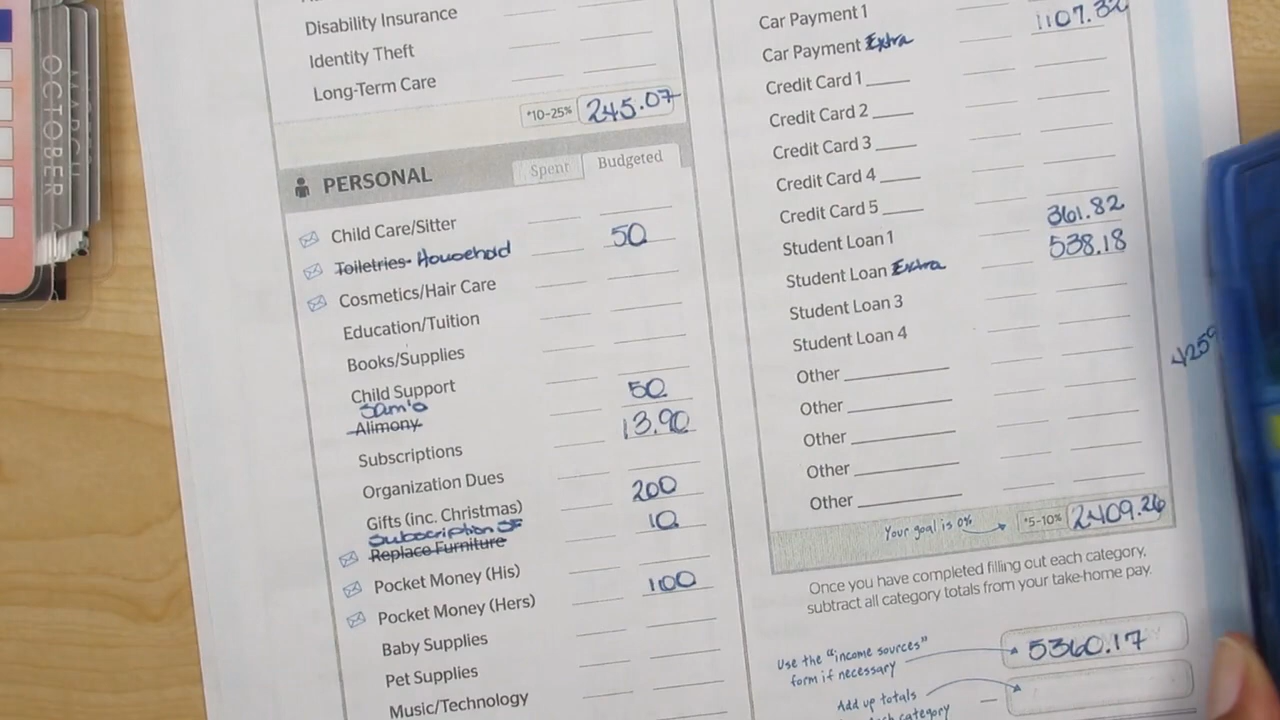 OCTOBER
MARCH
Disability Insurance
Identity Theft
Long-Term Care
*10-25% 245.07
PERSONAL Spent Budgeted
Child Care/Sitter
Toiletries Household 50
Cosmetics/Hair Care
Education/Tuition
Books/Supplies
Child Support
Sam's 50
Alimony
Subscriptions 13.90
Organization Dues
Gifts (inc. Christmas) 200
Subscription SF 10
Replace Furniture
Pocket Money (His)
Pocket Money (Hers) 100
Baby Supplies
Pet Supplies
Music/Technology
Car Payment 1 1107.32
Car Payment Extra
Credit Card 1
Credit Card 2
Credit Card 3
Credit Card 4
Credit Card 5
Student Loan 1 361.82
Student Loan Extra 538.18
Student Loan 3
Student Loan 4
Other
Other
Other
Other
Other
Your goal is 0% *5-10% 2409.26
Once you have completed filling out each category,
subtract all category totals from your take-home pay.
Use the "income sources" 5360.17
form if necessary
Add up totals
category